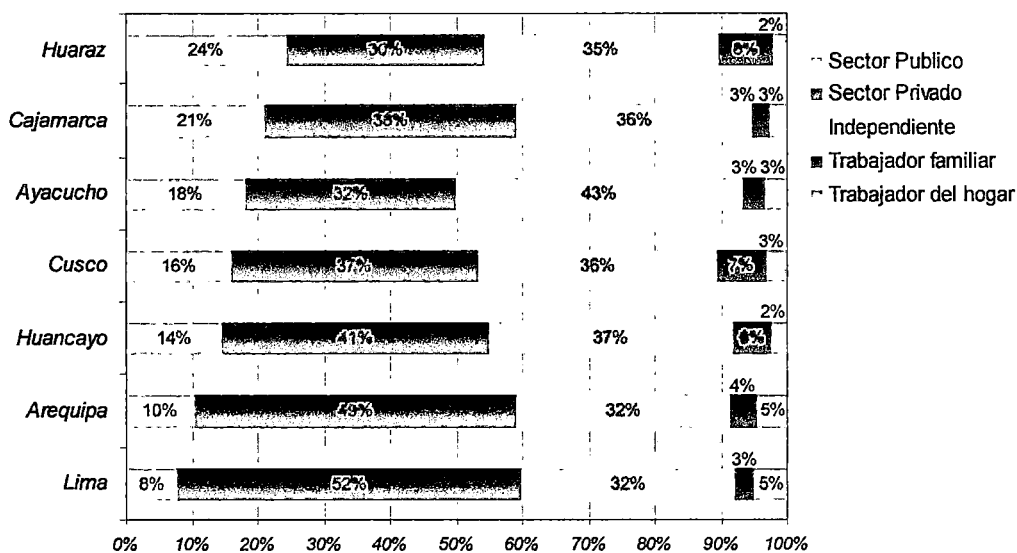 2%
Huaraz 24% 30% 35% 8%
3% 3%
Cajamarca 21% 38% 36%
3% 3%
Ayacucho 18% 32% 43%
3%
Cusco 16% 37% 36% 7%
2%
Huancayo 14% 41% 37% 6%
4%
Arequipa 10% 49% 32% 5%
3%
Lima 8% 52% 32% 5%
0% 10% 20% 30% 40% 50% 60% 70% 80% 90% 100%
Sector Publico
Sector Privado
Independiente
Trabajador familiar
Trabajador del hogar